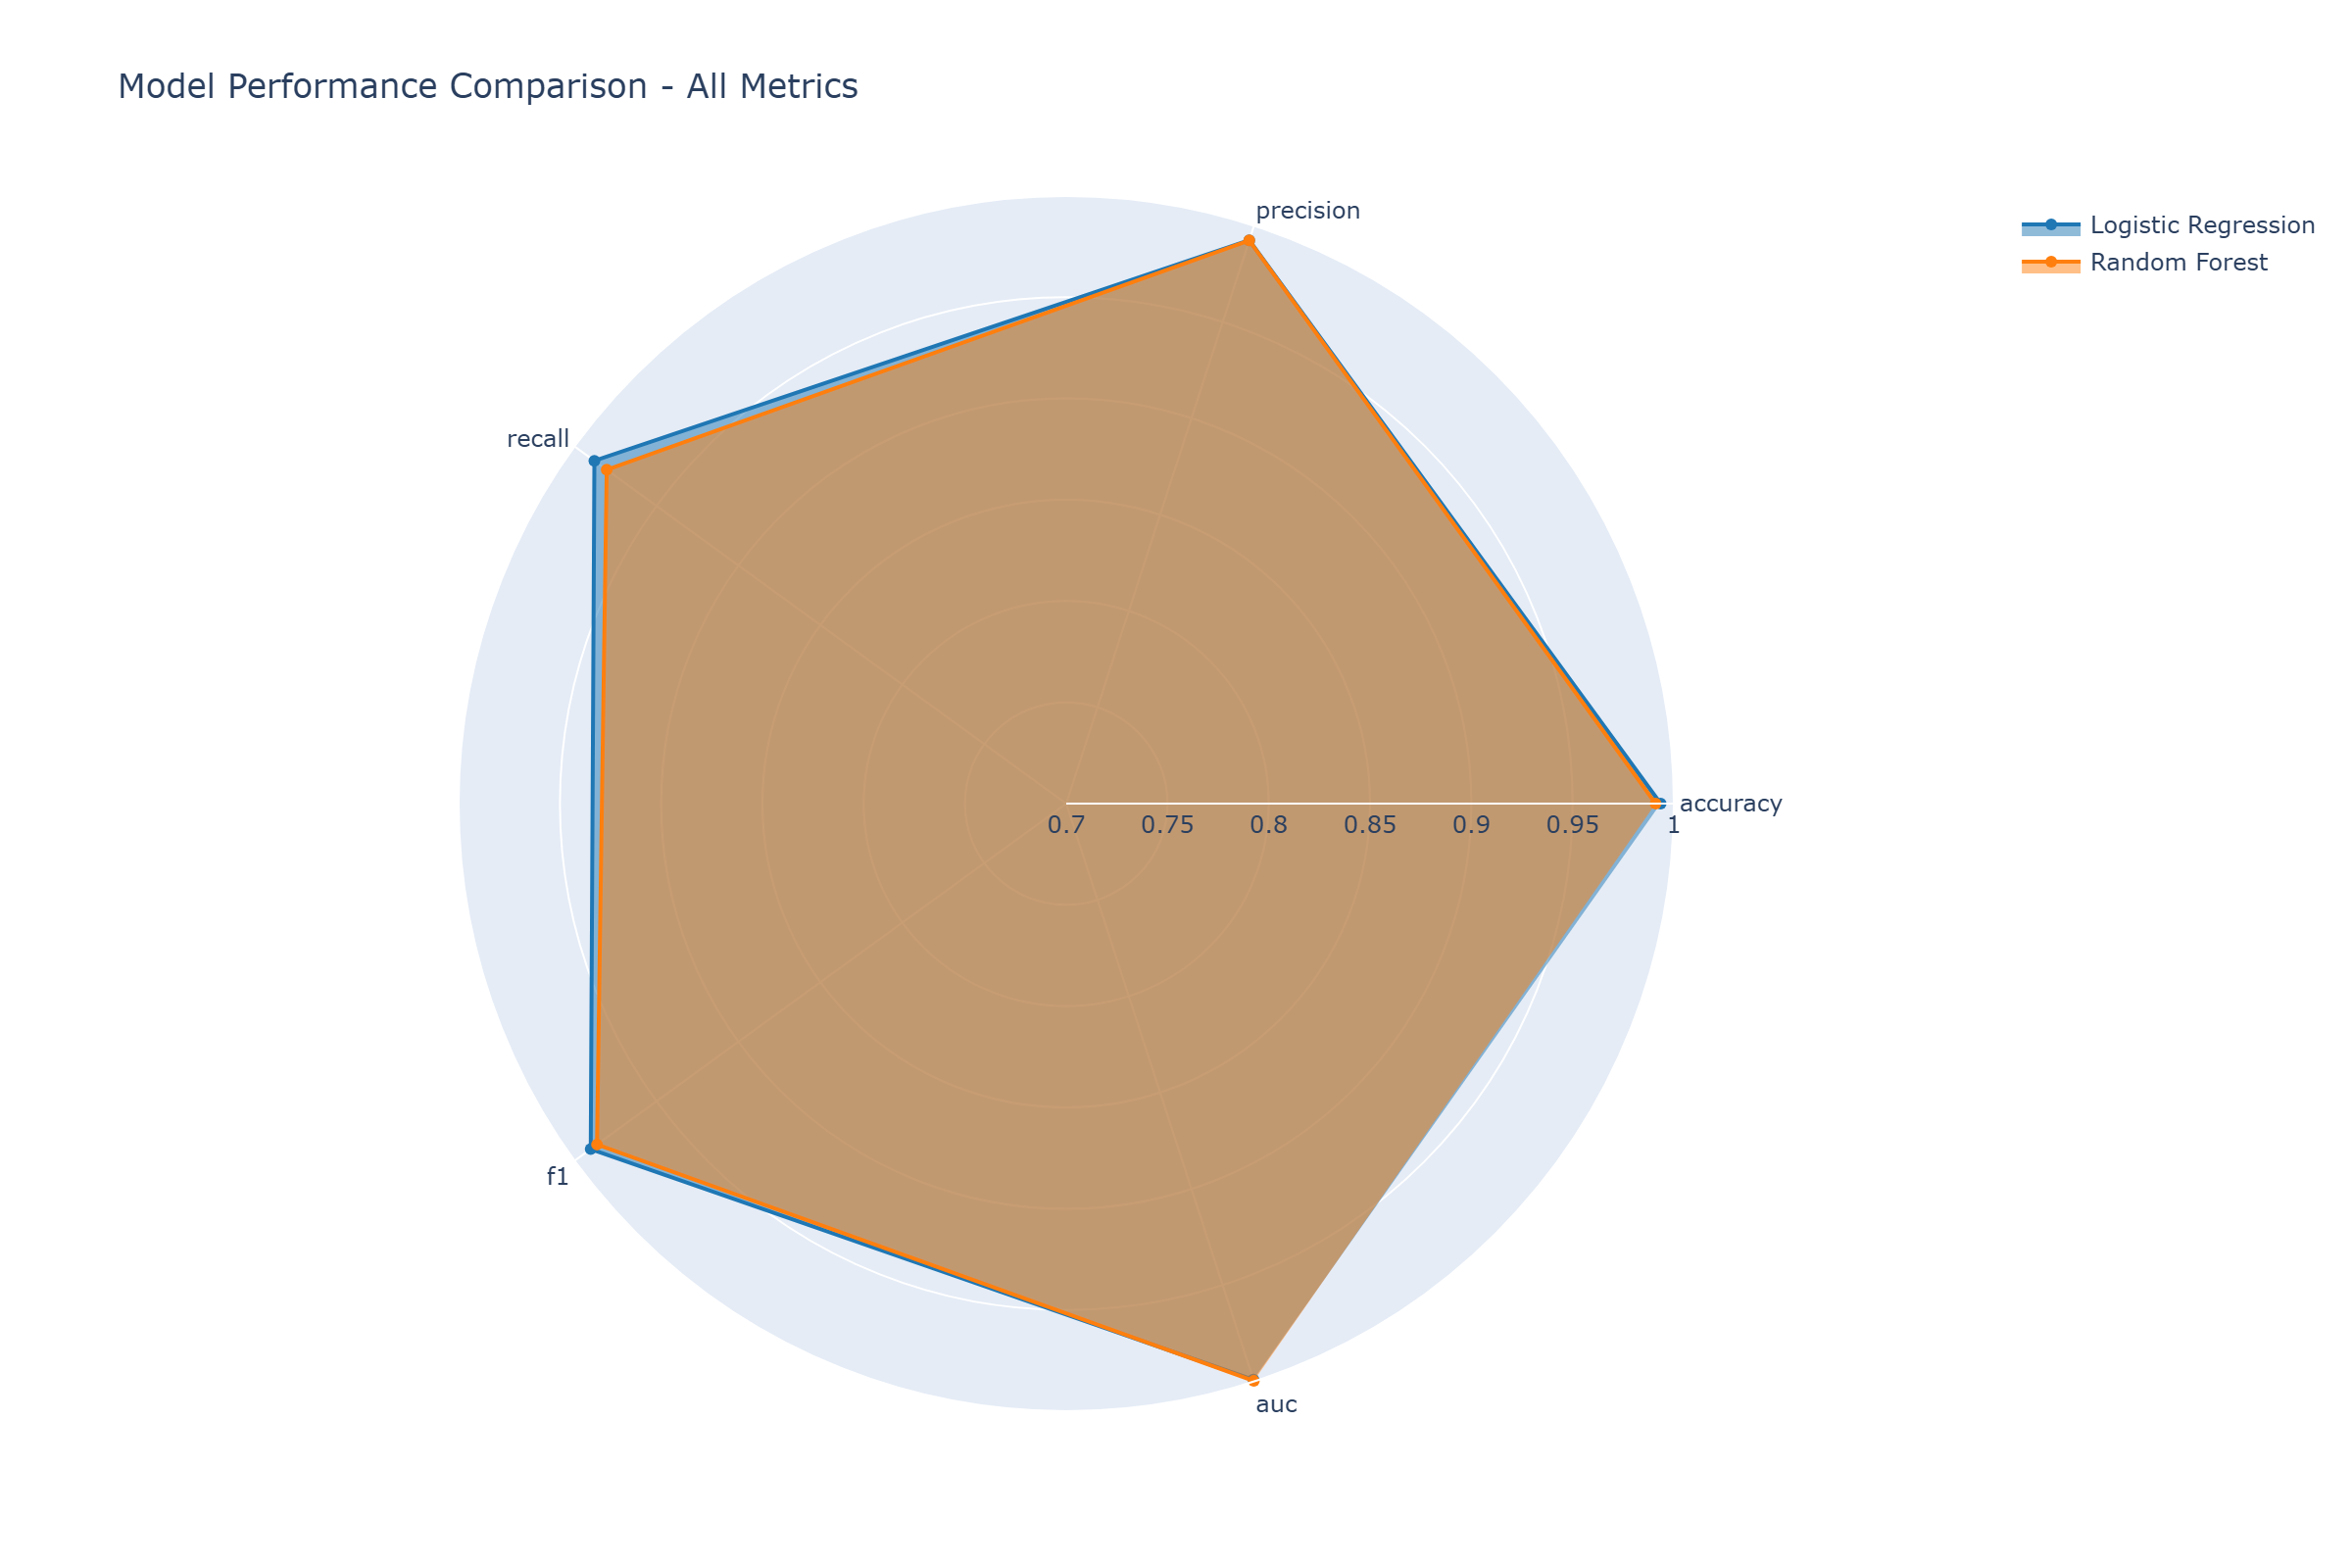 Model Performance Comparison - All Metrics
precision
Logistic Regression
Random Forest
recall
accuracy
0.7
0.75
0.8
0.85
0.9
0.95
1
f1
auc